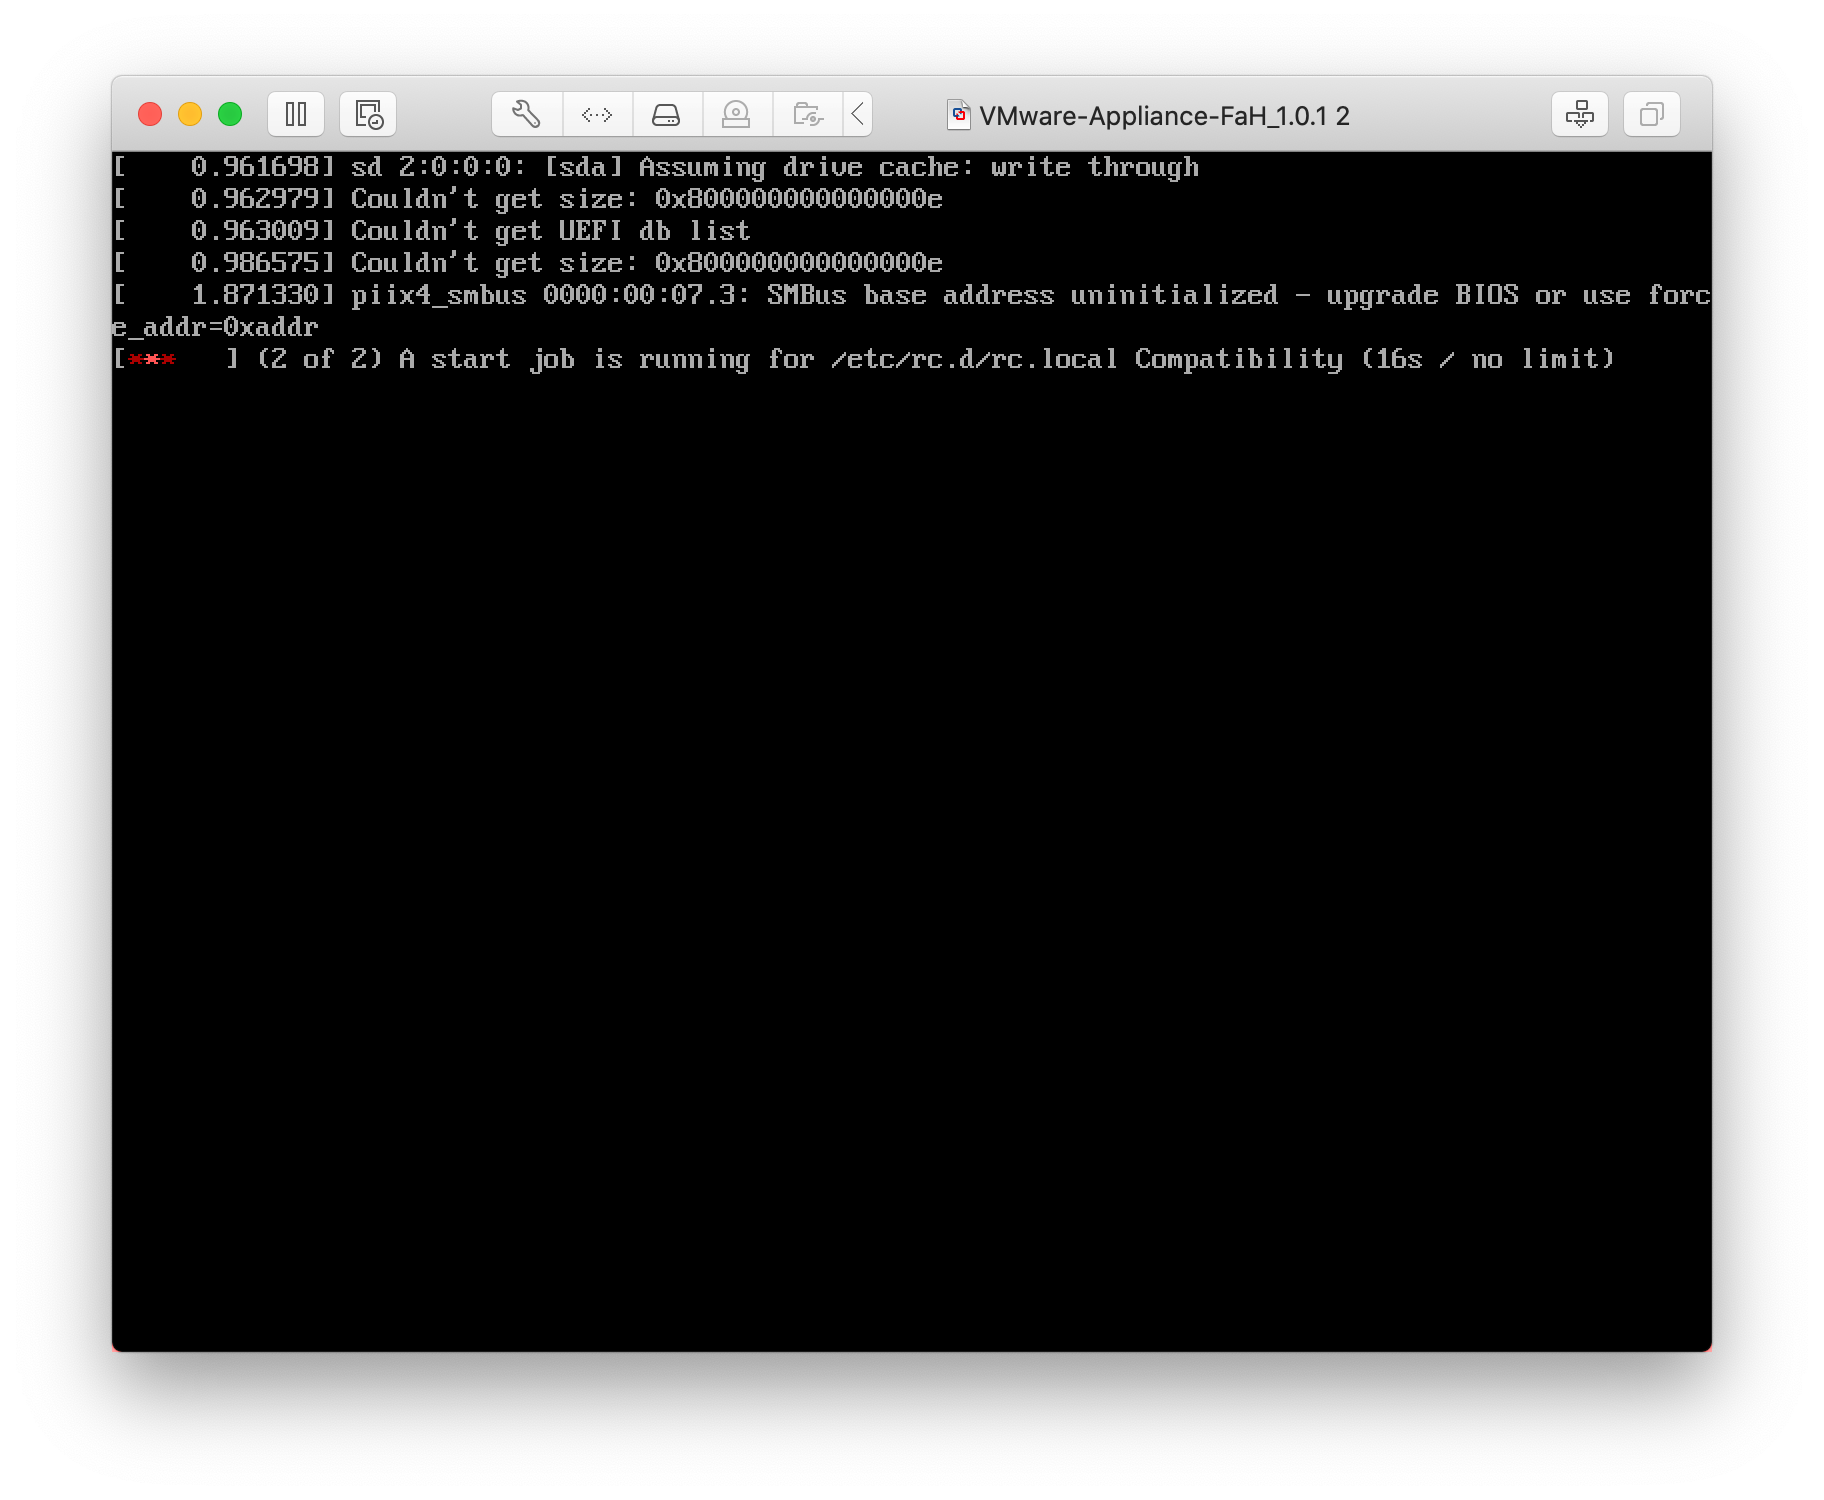 VMware-Appliance-FaH_1.0.1 2
[    0.961698] sd 2:0:0:0: [sda] Assuming drive cache: write through
[    0.962979] Couldn't get size: 0x800000000000000e
[    0.963009] Couldn't get UEFI db list
[    0.986575] Couldn't get size: 0x800000000000000e
[    1.871330] piix4_smbus 0000:00:07.3: SMBus base address uninitialized - upgrade BIOS or use forc
e_addr=0xaddr
[***   ] (2 of 2) A start job is running for /etc/rc.d/rc.local Compatibility (16s / no limit)